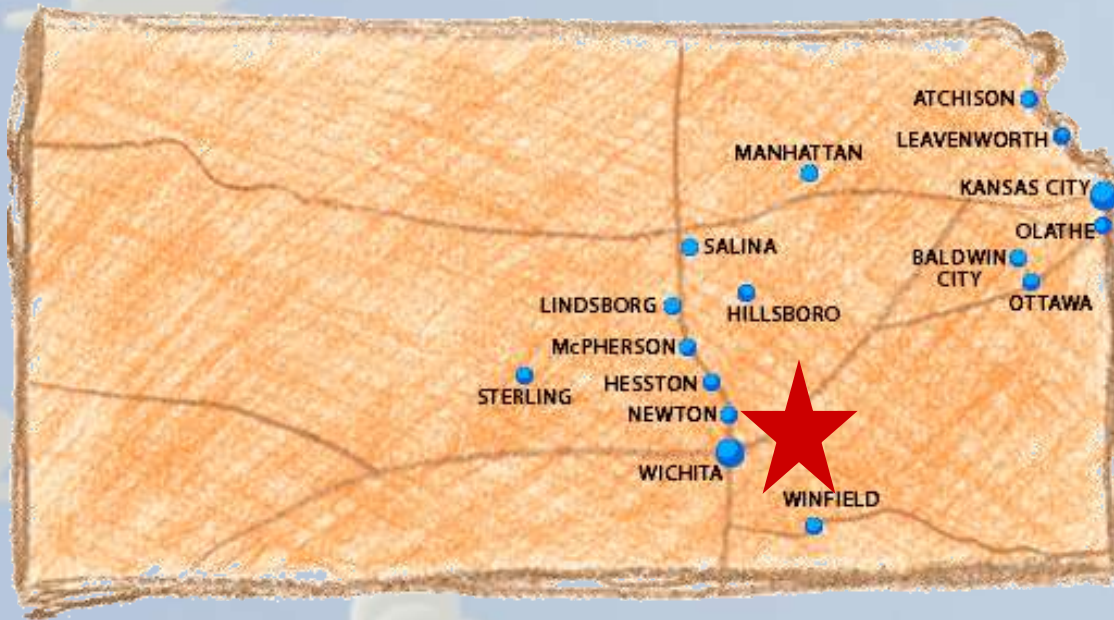 ATCHISON
LEAVENWORTH
MANHATTAN
KANSAS CITY
OLATHE
SALINA
BALDWIN
CITY
OTTAWA
LINDSBORG
HILLSBORO
McPHERSON
HESSTON
STERLING
NEWTON
WICHITA
WINFIELD